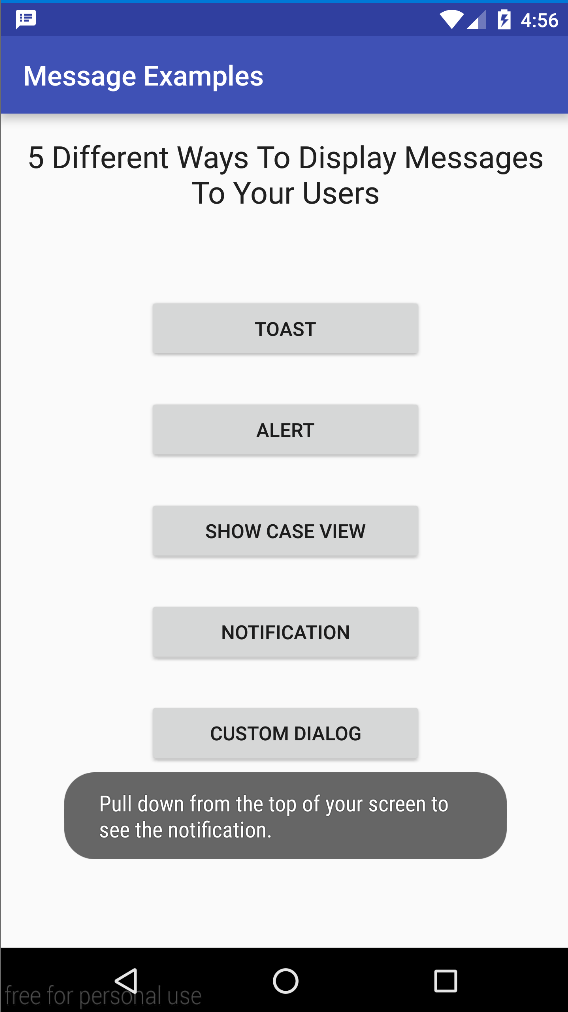 4:56
Message Examples
5 Different Ways To Display Messages
To Your Users
TOAST
ALERT
SHOW CASE VIEW
NOTIFICATION
CUSTOM DIALOG
Pull down from the top of your screen to
see the notification.
free for personal use